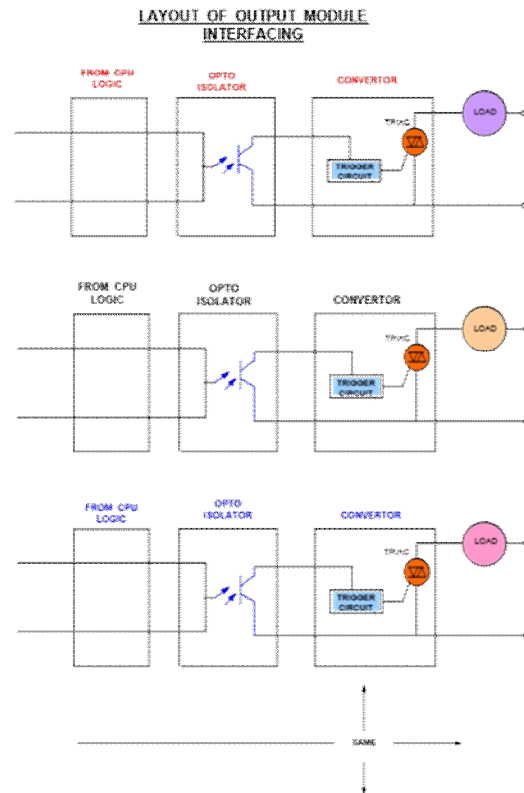 LAYOUT OF OUTPUT MODULE
INTERFACING
FROM CPU
LOGIC
OPTO
ISOLATOR
CONVERTOR
TRIAC
LOAD
TRIGGER
CIRCUIT
FROM CPU
LOGIC
OPTO
ISOLATOR
CONVERTOR
TRIAC
LOAD
TRIGGER
CIRCUIT
FROM CPU
LOGIC
OPTO
ISOLATOR
CONVERTOR
TRIAC
LOAD
TRIGGER
CIRCUIT
SAME